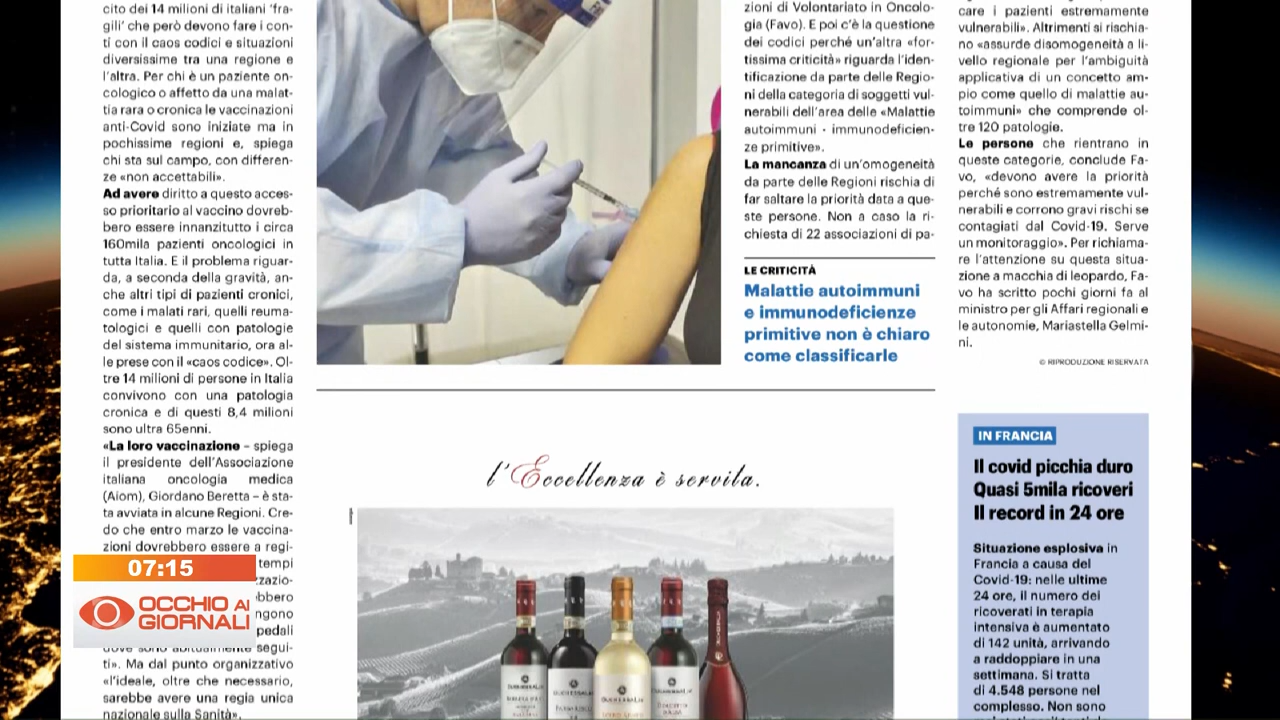 cito dei 14 milioni di italiani 'fra-
gili' che però devono fare i con-
ti con il caos codici e situazioni
diversissime tra una regione e
l'altra. Per chi è un paziente on-
cologico o affetto da una malat-
tia rara o cronica le vaccinazioni
anti-Covid sono iniziate ma in
pochissime regioni e, spiega
chi sta sul campo, con differen-
ze «non accettabili».
Ad avere diritto a questo acces-
so prioritario al vaccino dovreb-
bero essere innanzitutto i circa
160mila pazienti oncologici in
tutta Italia. E il problema riguar-
da, a seconda della gravità, an-
che altri tipi di pazienti cronici,
come i malati rari, quelli reuma-
tologici e quelli con patologie
del sistema immunitario, ora al-
le prese con il «caos codice». Ol-
tre 14 milioni di persone in Italia
convivono con una patologia
cronica e di questi 8,4 milioni
sono ultra 65enni.
«La loro vaccinazione – spiega
il presidente dell'Associazione
italiana oncologia medica
(Aiom), Giordano Beretta – è sta-
ta avviata in alcune Regioni. Cre-
do che entro marzo le vaccina-
zioni dovrebbero essere a regi-
tempi
zzazio-
bbero
ngono
pedali
dove sono abitualmente segui-
ti». Ma dal punto organizzativo
«l'ideale, oltre che necessario,
sarebbe avere una regia unica
nazionale sulla Sanità».
07:15
OCCHIO AI
GIORNALI
zioni di Volontariato in Oncolo-
gia (Favo). E poi c'è la questione
dei codici perché un'altra «for-
tissima criticità» riguarda l'iden-
tificazione da parte delle Regio-
ni della categoria di soggetti vul-
nerabili dell'area delle «Malattie
autoimmuni - immunodeficien-
ze primitive».
La mancanza di un'omogeneità
da parte delle Regioni rischia di
far saltare la priorità data a que-
ste persone. Non a caso la ri-
chiesta di 22 associazioni di pa-
LE CRITICITÀ
Malattie autoimmuni
e immunodeficienze
primitive non è chiaro
come classificarle
care i pazienti estremamente
vulnerabili». Altrimenti si rischia-
no «assurde disomogeneità a li-
vello regionale per l'ambiguità
applicativa di un concetto am-
pio come quello di malattie au-
toimmuni» che comprende ol-
tre 120 patologie.
Le persone che rientrano in
queste categorie, conclude Fa-
vo, «devono avere la priorità
perché sono estremamente vul-
nerabili e corrono gravi rischi se
contagiati dal Covid-19. Serve
un monitoraggio». Per richiama-
re l'attenzione su questa situa-
zione a macchia di leopardo, Fa-
vo ha scritto pochi giorni fa al
ministro per gli Affari regionali e
le autonomie, Mariastella Gelmi-
ni.
© RIPRODUZIONE RISERVATA
l'Eccellenza è servita.
IN FRANCIA
Il covid picchia duro
Quasi 5mila ricoveri
Il record in 24 ore
Situazione esplosiva in
Francia a causa del
Covid-19: nelle ultime
24 ore, il numero dei
ricoverati in terapia
intensiva è aumentato
di 142 unità, arrivando
a raddoppiare in una
settimana. Si tratta
di 4.548 persone nel
complesso. Non sono